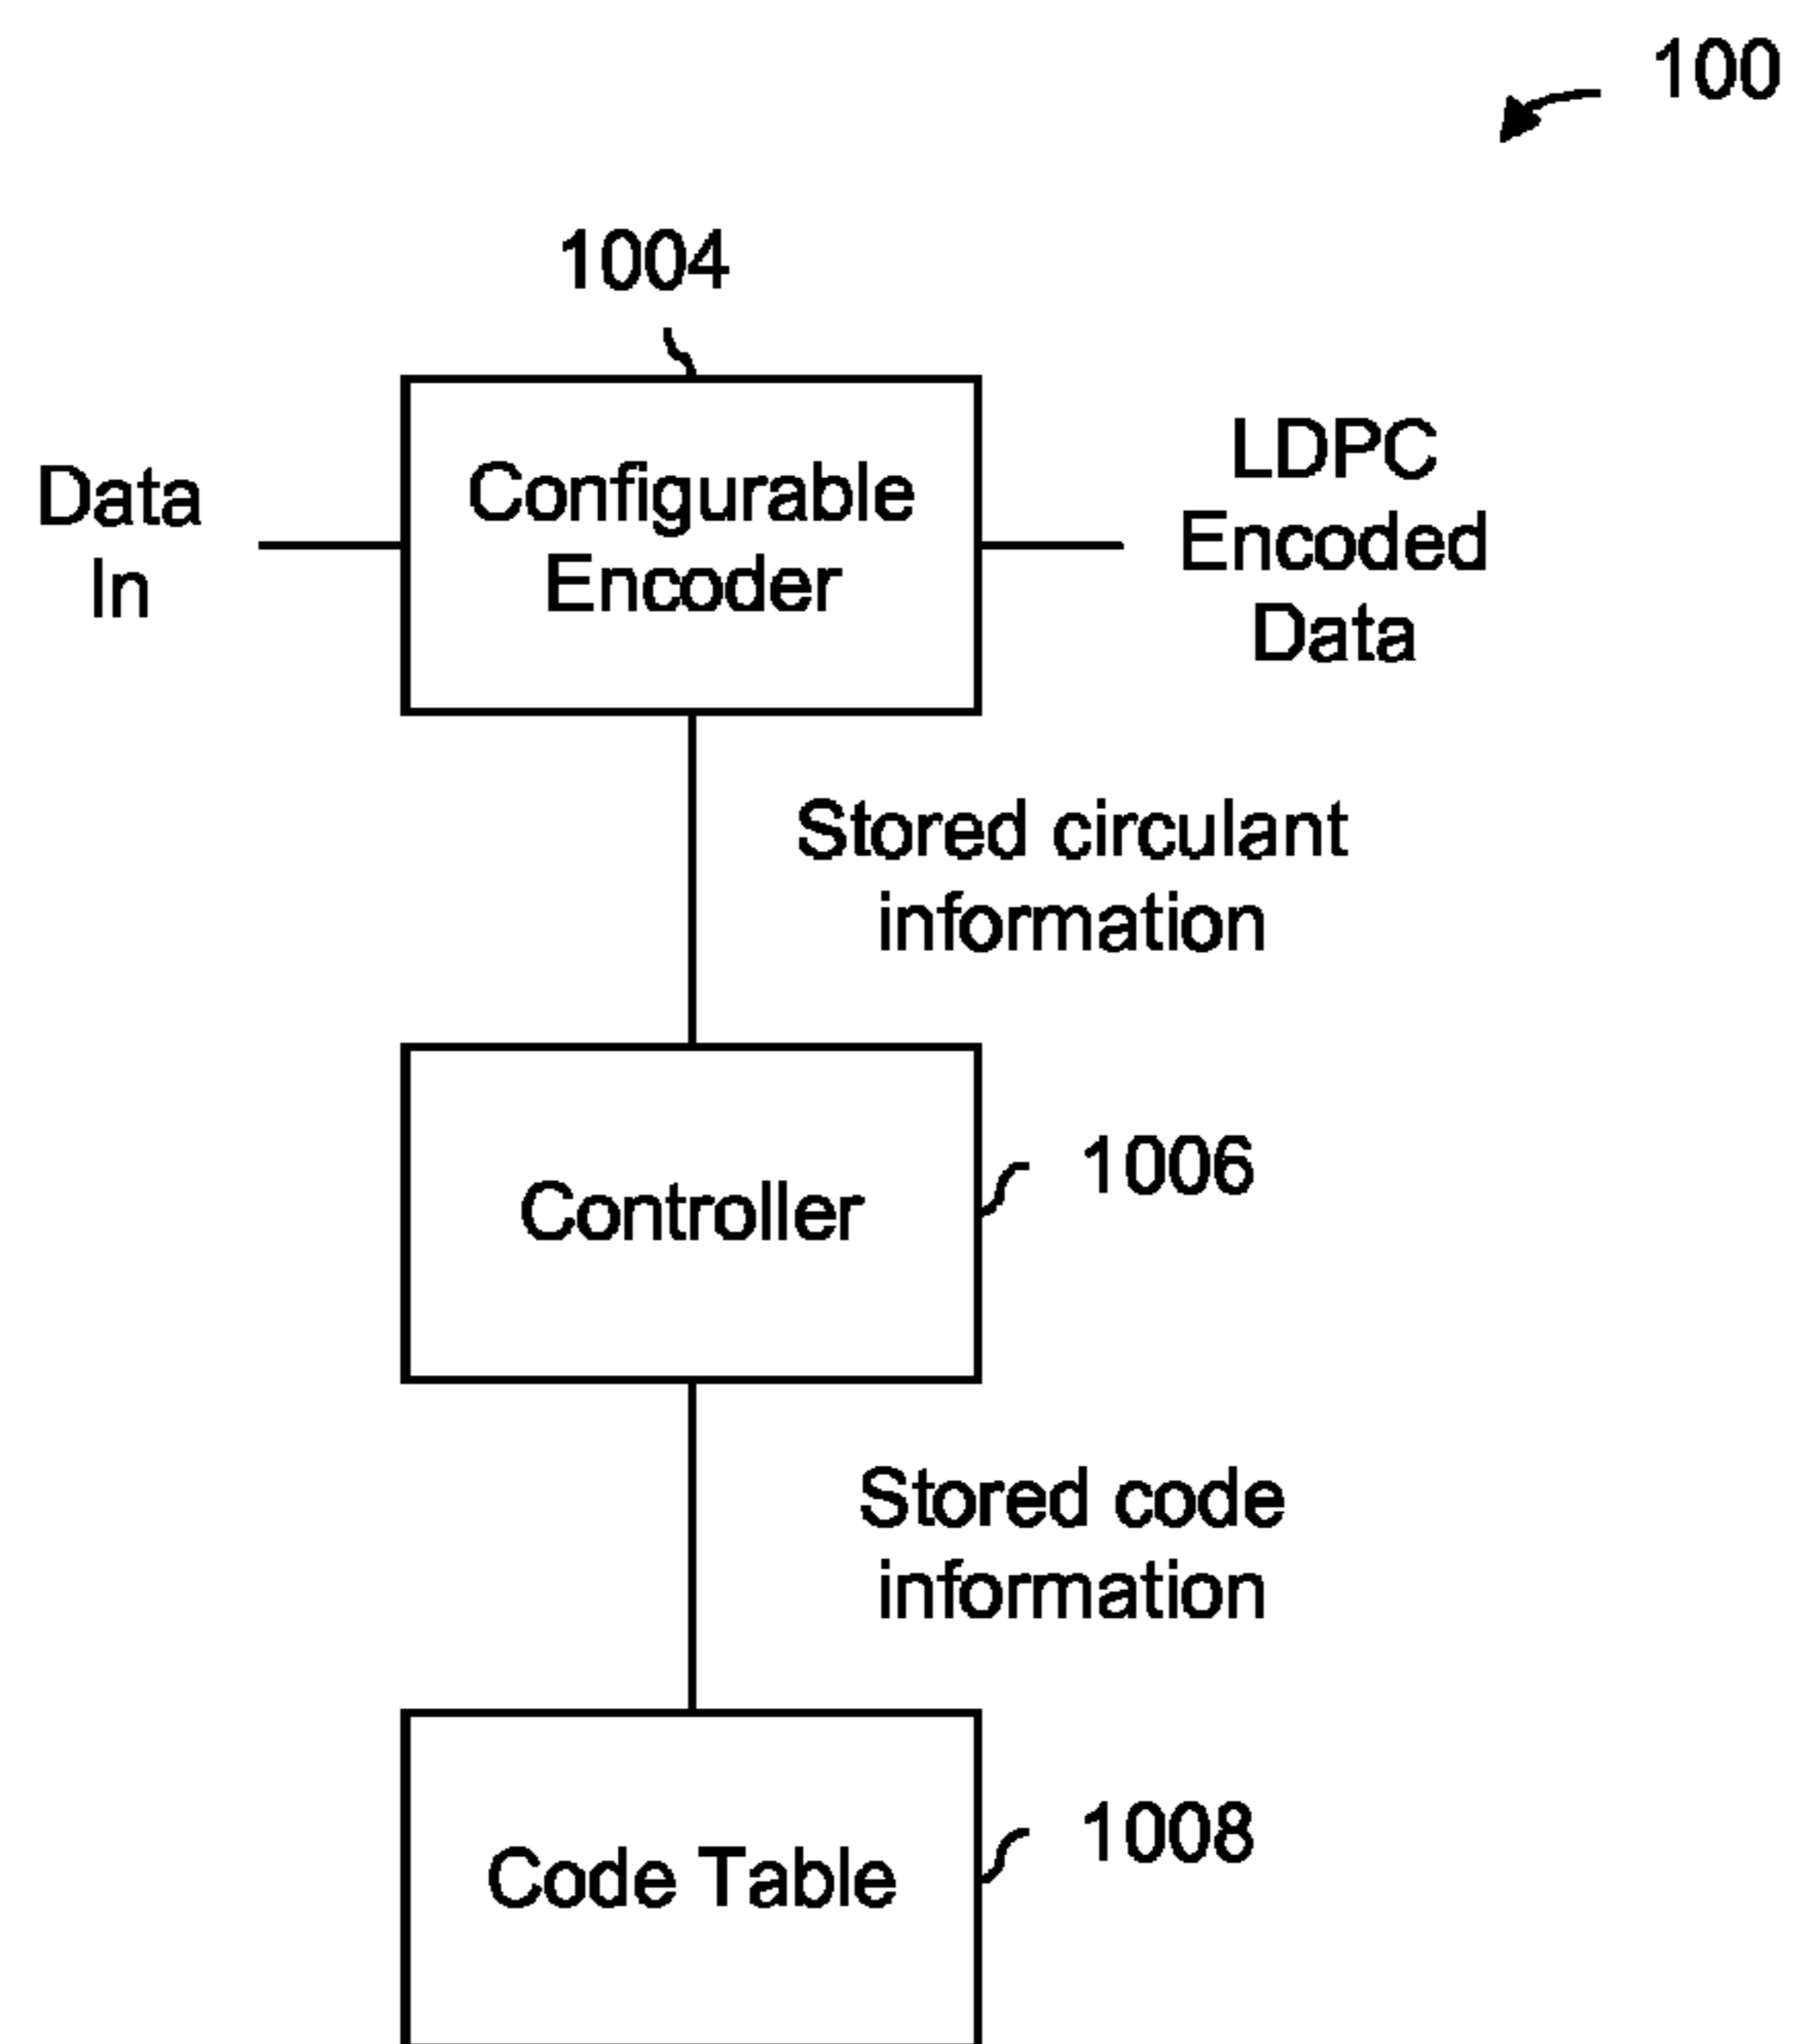 100
1004
Data
In
Configurable
Encoder
LDPC
Encoded
Data
Stored circulant
information
Controller
1006
Stored code
information
Code Table
1008